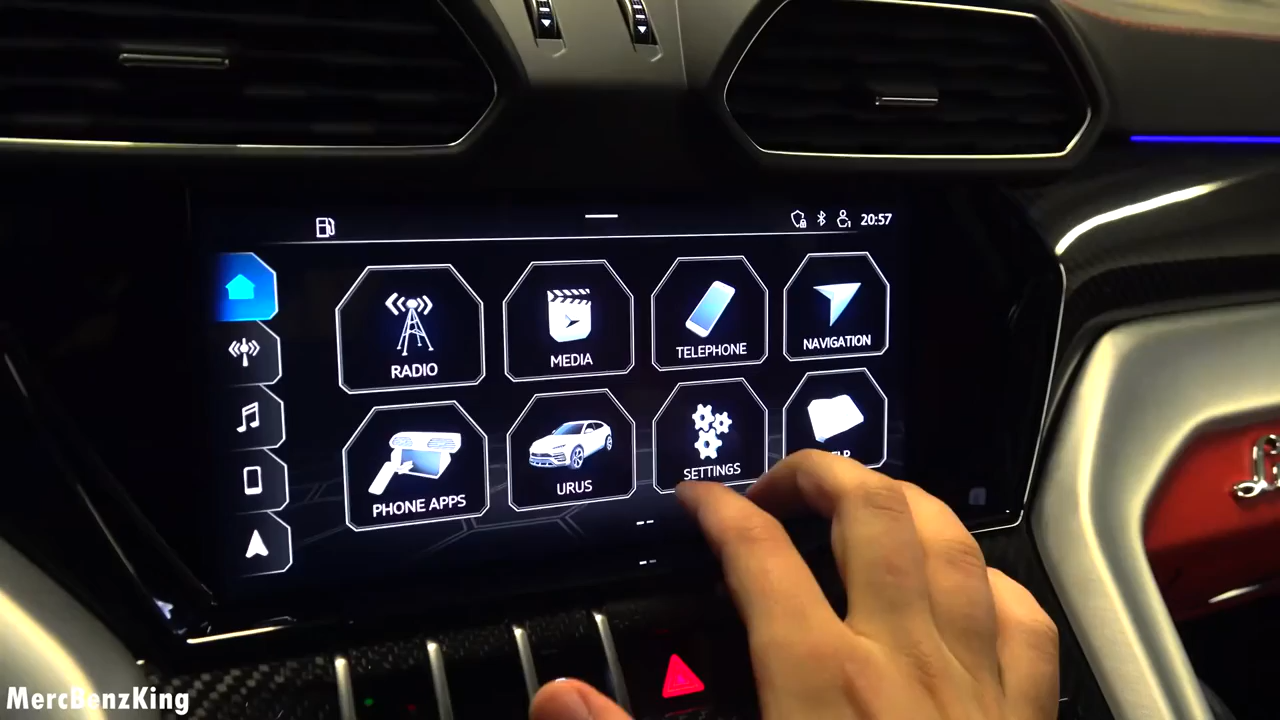 20:57
RADIO
MEDIA
TELEPHONE
NAVIGATION
PHONE APPS
URUS
SETTINGS
MercBenzKing